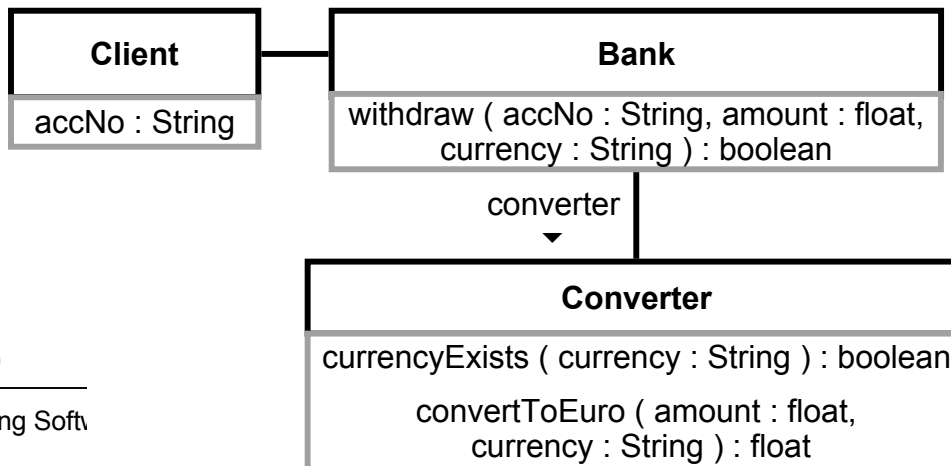 Client
Bank
accNo : String
withdraw ( accNo : String, amount : float,
currency : String ) : boolean
converter
Converter
currencyExists ( currency : String ) : boolean
ng
convertToEuro ( amount : float,
currency : String ) : float